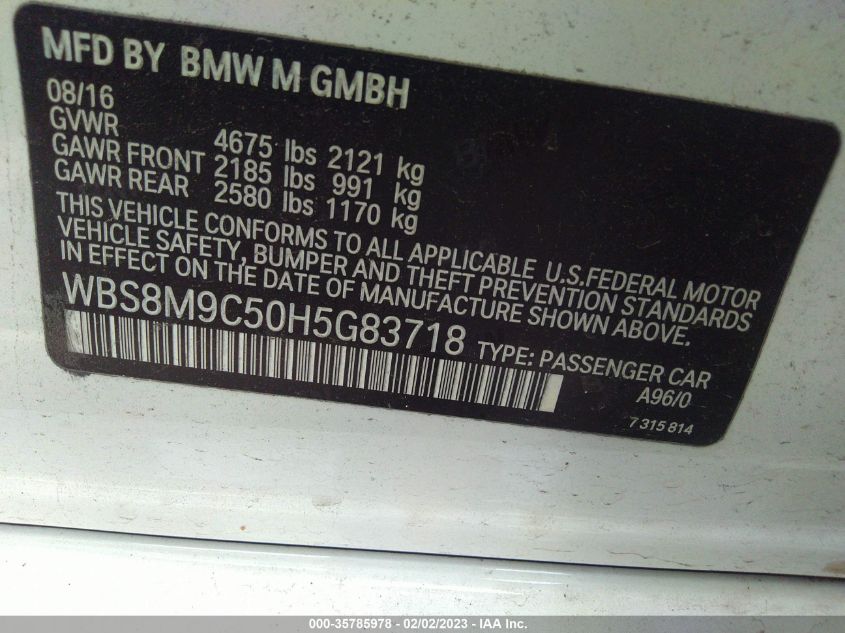 MFD BY BMW M GMBH
08/16
GVWR 4675 lbs 2121 kg
GAWR FRONT 2185 lbs 991 kg
GAWR REAR 2580 lbs 1170 kg
THIS VEHICLE CONFORMS TO ALL APPLICABLE U.S.FEDERAL MOTOR
VEHICLE SAFETY, BUMPER AND THEFT PREVENTION STANDARDS
IN EFFECT ON THE DATE OF MANUFACTURE SHOWN ABOVE.
WBS8M9C50H5G83718 TYPE: PASSENGER CAR
A96/0
7 315 814
000-35785978 - 02/02/2023 - IAA Inc.